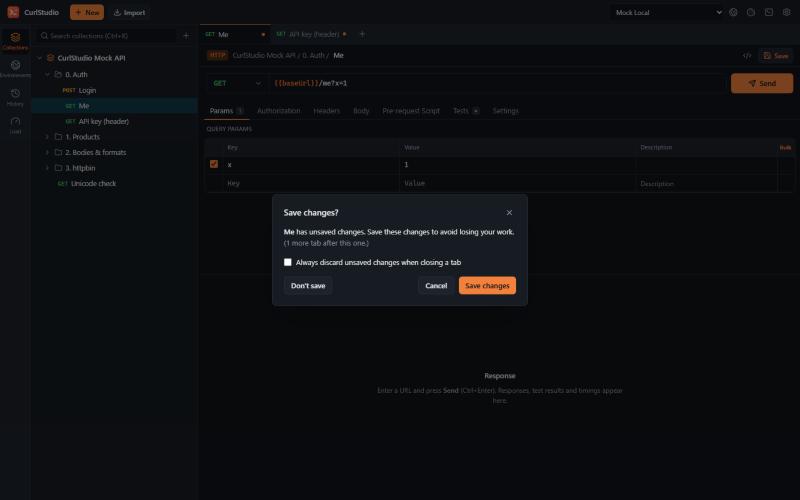 CurlStudio
+ New
Import
Mock Local
Collections
Environments
History
Load
Search collections (Ctrl+K)
+
CurlStudio Mock API
0. Auth
POST Login
GET Me
GET API key (header)
1. Products
2. Bodies & formats
3. httpbin
GET Unicode check
GET Me
GET API key (header)
+
HTTP CurlStudio Mock API / 0. Auth / Me
</> Save
GET
{{baseUrl}}/me?x=1
Send
Params 1 Authorization Headers Body Pre-request Script Tests Settings
QUERY PARAMS
Key Value Description Bulk
x 1
Key Value Description
Save changes?
Me has unsaved changes. Save these changes to avoid losing your work.
(1 more tab after this one.)
Always discard unsaved changes when closing a tab
Don't save Cancel Save changes
Response
Enter a URL and press Send (Ctrl+Enter). Responses, test results and timings appear
here.